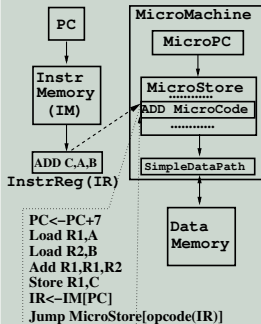 PC
Instr
Memory
(IM)
ADD C,A,B
InstrReg(IR)
MicroMachine
MicroPC
MicroStore
ADD MicroCode
SimpleDataPath
Data
Memory
PC<-PC+7
Load R1,A
Load R2,B
Add R1,R1,R2
Store R1,C
IR<-IM[PC]
Jump MicroStore[opcode(IR)]